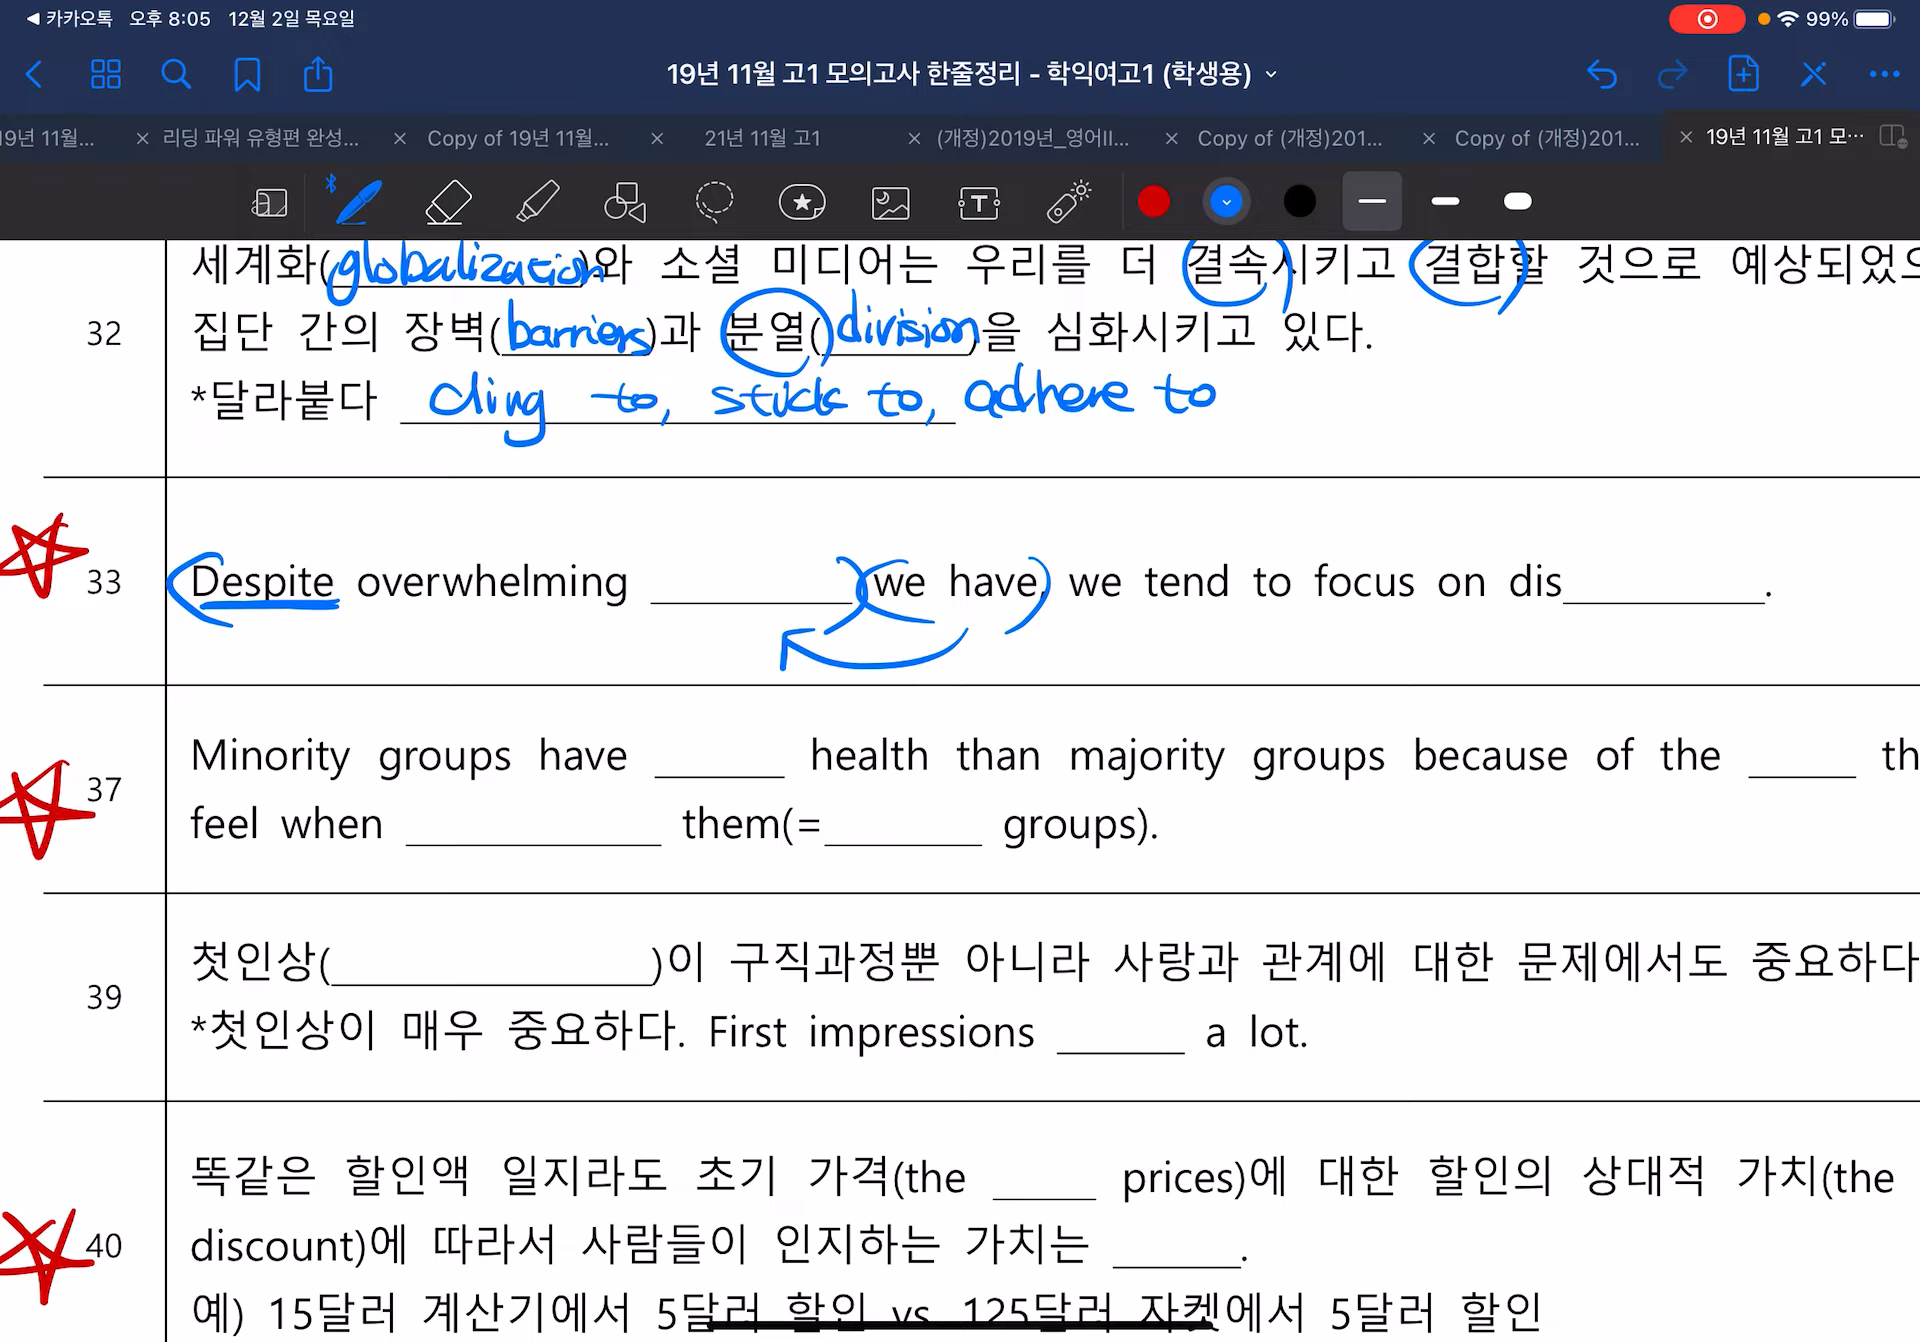 카카오톡 오후 8:05 12월 2일 목요일 99%
19년 11월 고1 모의고사 한줄정리 - 학익여고1 (학생용)
19년 11월... 리딩 파워 유형편 완성... Copy of 19년 11월... 21년 11월 고1 (개정)2019년_영어II... Copy of (개정)201... Copy of (개정)201... 19년 11월 고1 모...
세계화(globalization)와 소셜 미디어는 우리를 더 결속시키고 결합할 것으로 예상되었으
32 집단 간의 장벽(barriers)과 분열(division)을 심화시키고 있다.
*달라붙다 cling to, stick to, adhere to
33 Despite overwhelming __________ we have, we tend to focus on dis__________.
Minority groups have ______ health than majority groups because of the _____ th
37
feel when ____________ them(=_______ groups).
첫인상(_______________)이 구직과정뿐 아니라 사랑과 관계에 대한 문제에서도 중요하다
39
*첫인상이 매우 중요하다. First impressions ______ a lot.
똑같은 할인액 일지라도 초기 가격(the _____ prices)에 대한 할인의 상대적 가치(the
40 discount)에 따라서 사람들이 인지하는 가치는 ______.
예) 15달러 계산기에서 5달러 할인 vs 125달러 자켓에서 5달러 할인